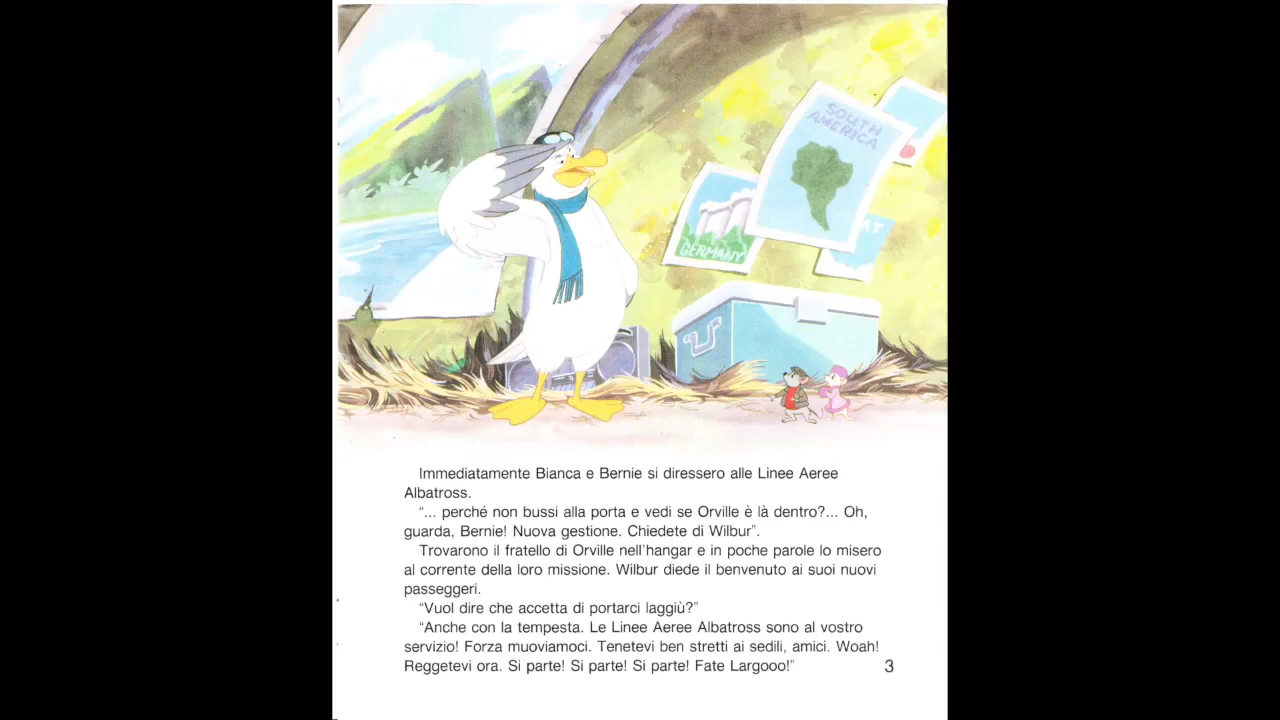 SOUTH
AMERICA
GERMANY
AT
Immediatamente Bianca e Bernie si diressero alle Linee Aeree
Albatross.
“... perché non bussi alla porta e vedi se Orville è là dentro?... Oh,
guarda, Bernie! Nuova gestione. Chiedete di Wilbur”.
Trovarono il fratello di Orville nell'hangar e in poche parole lo misero
al corrente della loro missione. Wilbur diede il benvenuto ai suoi nuovi
passeggeri.
“Vuol dire che accetta di portarci laggiù?”
“Anche con la tempesta. Le Linee Aeree Albatross sono al vostro
servizio! Forza muoviamoci. Tenetevi ben stretti ai sedili, amici. Woah!
Reggetevi ora. Si parte! Si parte! Si parte! Fate Largooo!”
3